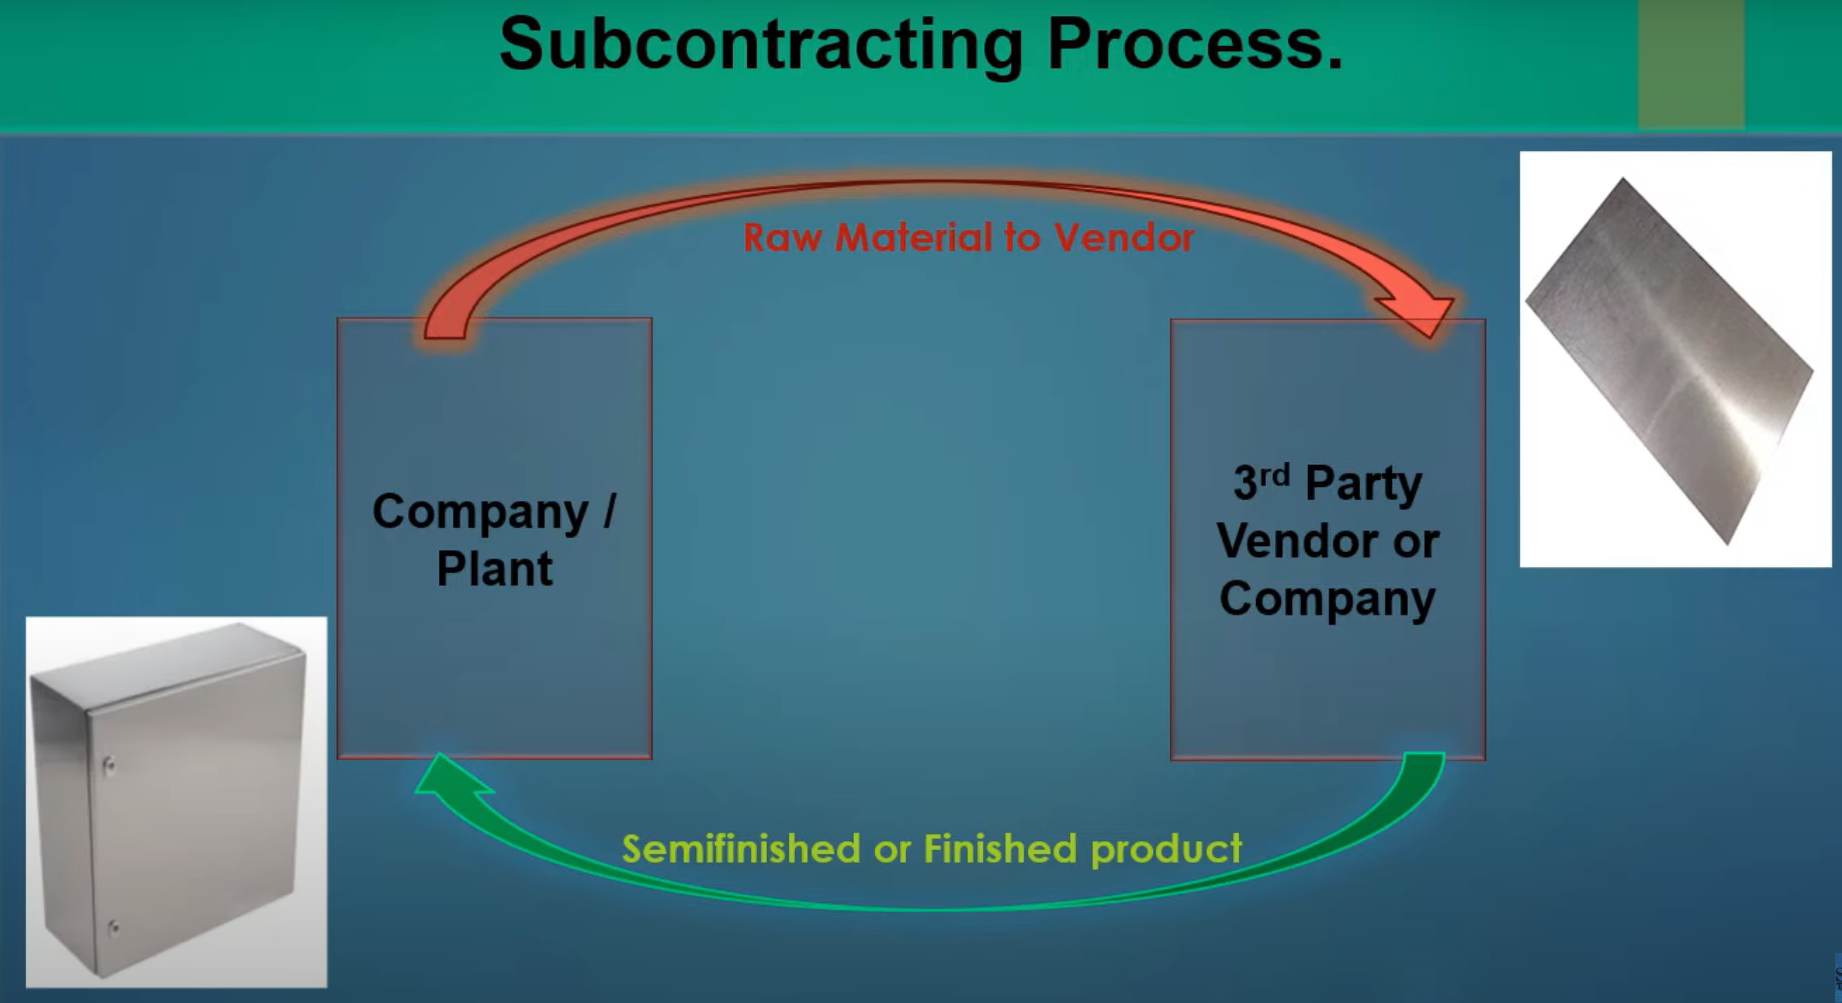 Subcontracting Process.
Raw Material to Vendor
Company /
Plant
3rd Party
Vendor or
Company
Semifinished or Finished product